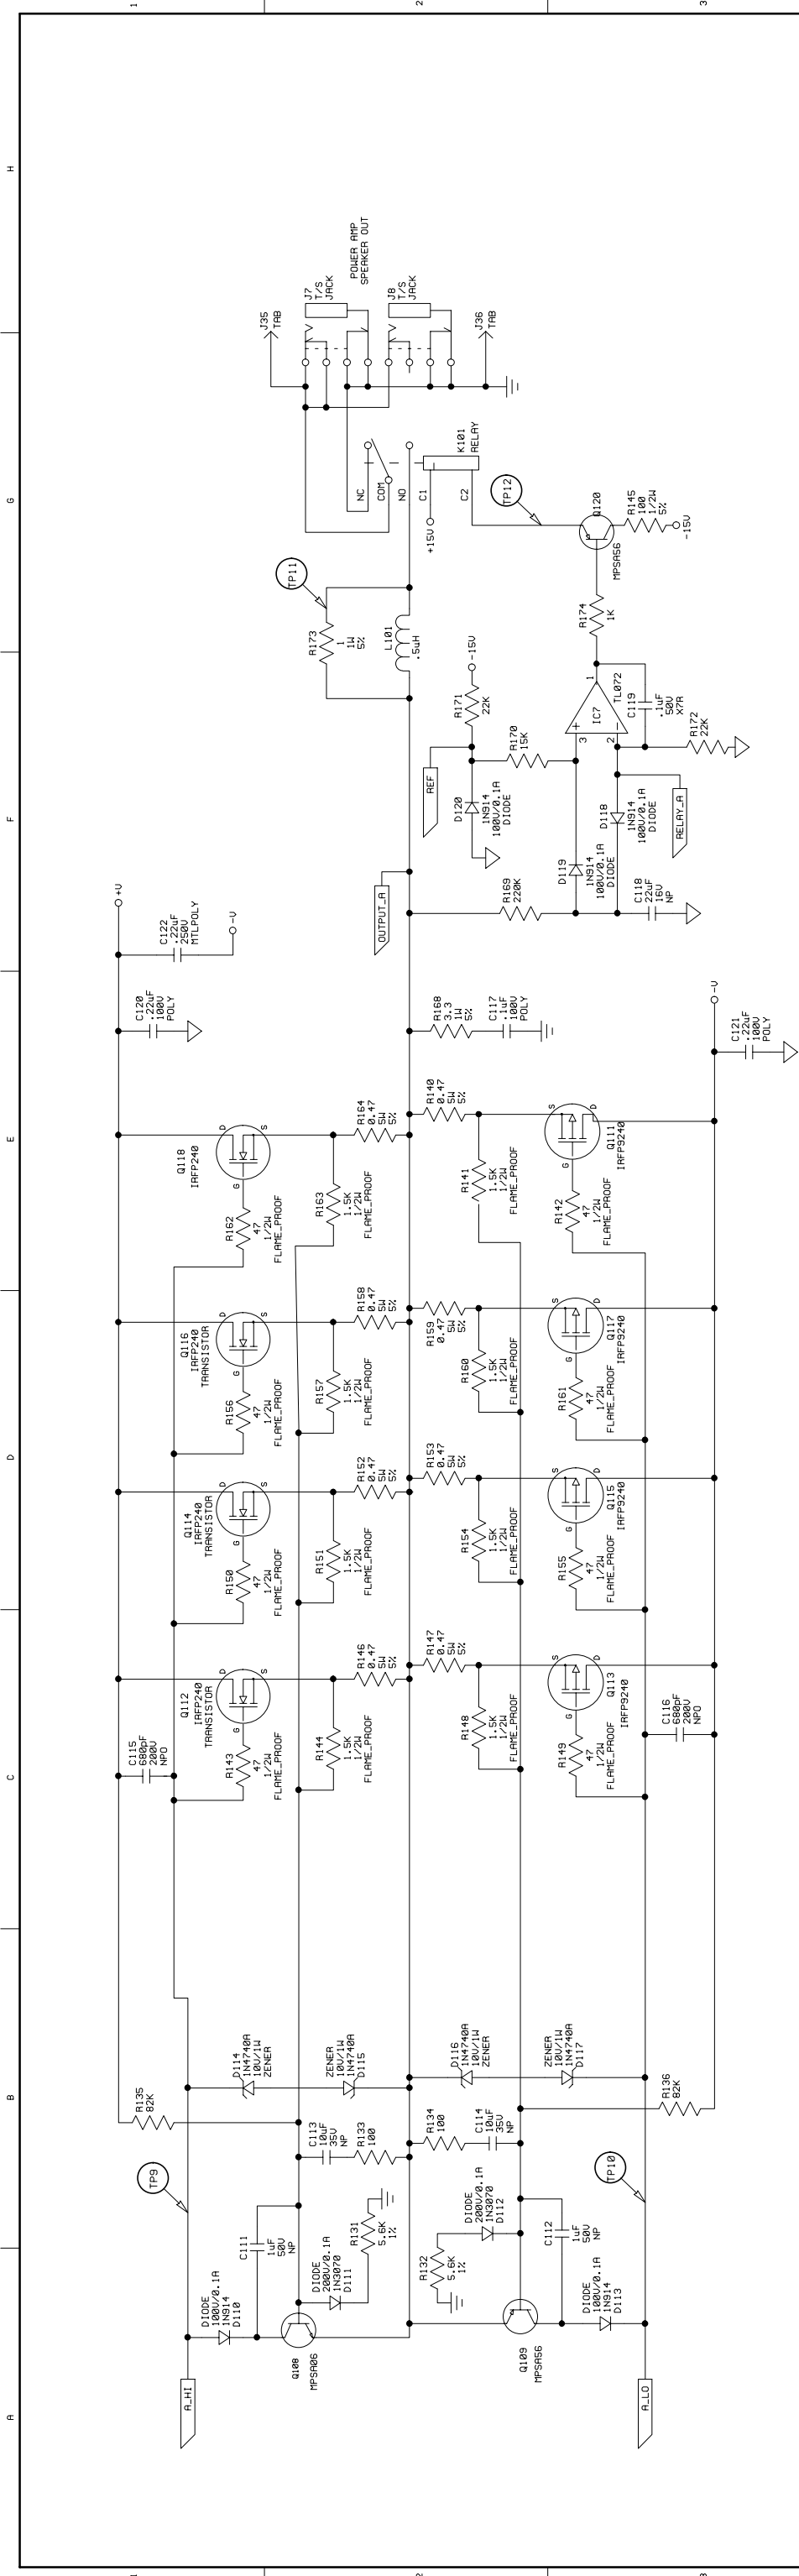 A
B
C
D
E
F
G
H
1
2
3
A_HI
DIODE
100V/0.1A
1N914
D110
TP9
R135
82K
C111
1uF
50V
NP
Q108
MPSA06
DIODE
200V/0.1A
1N3070
D111
R131
5.6K
1%
C113
10uF
35V
NP
R133
100
D114
1N4740A
10V/1W
ZENER
ZENER
10V/1W
1N4740A
D115
R132
5.6K
1%
DIODE
200V/0.1A
1N3070
D112
R134
100
C114
10uF
35V
NP
D116
1N4740A
10V/1W
ZENER
ZENER
10V/1W
1N4740A
D117
Q109
MPSA56
C112
1uF
50V
NP
DIODE
100V/0.1A
1N914
D113
A_LO
TP10
R136
82K
C115
680pF
200V
NPO
Q112
IRFP240
TRANSISTOR
D
G
S
R143
47
1/2W
FLAME_PROOF
R144
1.5K
1/2W
FLAME_PROOF
R146
0.47
5W
5%
R147
0.47
5W
5%
R148
1.5K
1/2W
FLAME_PROOF
R149
47
1/2W
FLAME_PROOF
G
S
D
Q113
IRFP9240
C116
680pF
200V
NPO
Q114
IRFP240
TRANSISTOR
D
G
S
R150
47
1/2W
FLAME_PROOF
R151
1.5K
1/2W
FLAME_PROOF
R152
0.47
5W
5%
R153
0.47
5W
5%
R154
1.5K
1/2W
FLAME_PROOF
R155
47
1/2W
FLAME_PROOF
G
S
D
Q115
IRFP9240
Q116
IRFP240
TRANSISTOR
D
G
S
R156
47
1/2W
FLAME_PROOF
R157
1.5K
1/2W
FLAME_PROOF
R158
0.47
5W
5%
R159
0.47
5W
5%
R160
1.5K
1/2W
FLAME_PROOF
R161
47
1/2W
FLAME_PROOF
G
S
D
Q117
IRFP9240
Q118
IRFP240
D
G
S
R162
47
1/2W
FLAME_PROOF
R163
1.5K
1/2W
FLAME_PROOF
R164
0.47
5W
5%
R140
0.47
5W
5%
R141
1.5K
1/2W
FLAME_PROOF
R142
47
1/2W
FLAME_PROOF
G
S
D
Q111
IRFP9240
C120
.22uF
100V
POLY
C122
.22uF
250V
MTLPOLY
+V
-V
R168
3.3
1W
5%
C117
.1uF
100V
POLY
C121
.22uF
100V
POLY
-V
OUTPUT_A
R169
220K
C118
22uF
16V
NP
D119
1N914
100V/0.1A
DIODE
D118
1N914
100V/0.1A
DIODE
RELAY_A
REF
D120
1N914
100V/0.1A
DIODE
R171
22K
-15V
R170
15K
3
2
+
-
1
IC7
TL072
C119
.1uF
50V
X7R
R172
22K
R173
1
1W
5%
TP11
L101
.5uH
R174
1K
Q120
MPSA56
R145
100
1/2W
5%
-15V
TP12
+15V
C1
C2
K101
RELAY
NC
COM
NO
J35
TAB
J7
T/S
JACK
POWER AMP
SPEAKER OUT
J8
T/S
JACK
J36
TAB
1
2
3